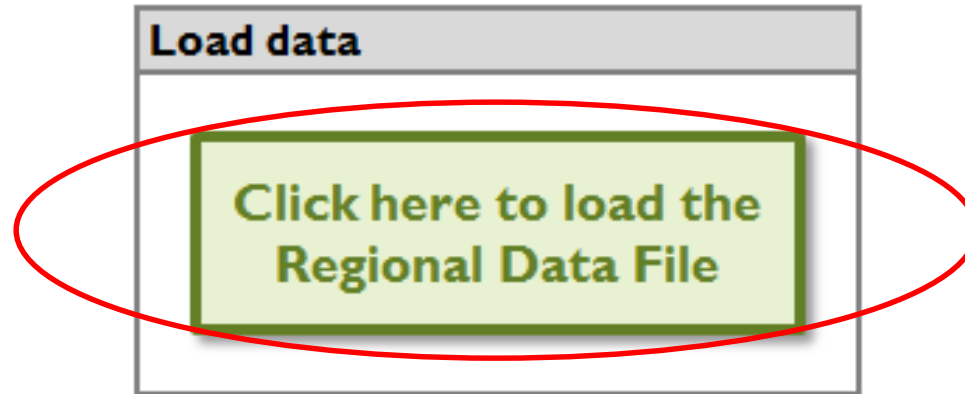 Load data
Click here to load the
Regional Data File